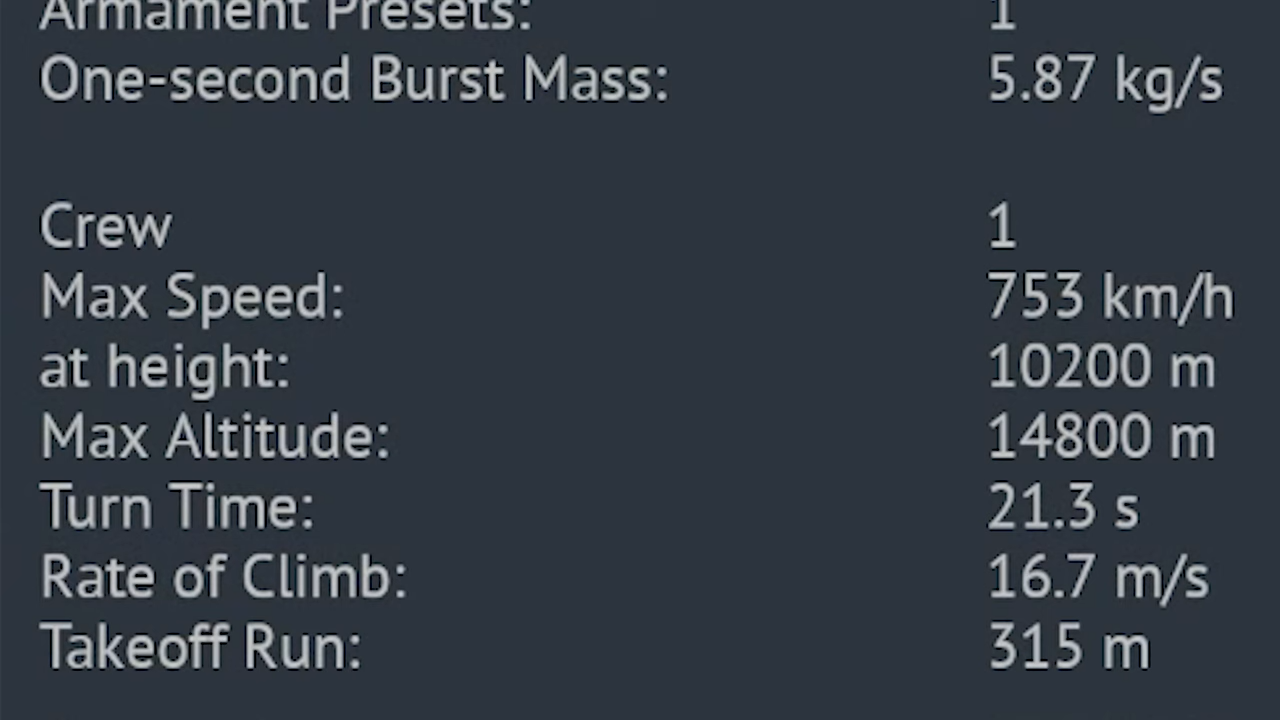 Armament Presets: 1
One-second Burst Mass: 5.87 kg/s
Crew 1
Max Speed: 753 km/h
at height: 10200 m
Max Altitude: 14800 m
Turn Time: 21.3 s
Rate of Climb: 16.7 m/s
Takeoff Run: 315 m